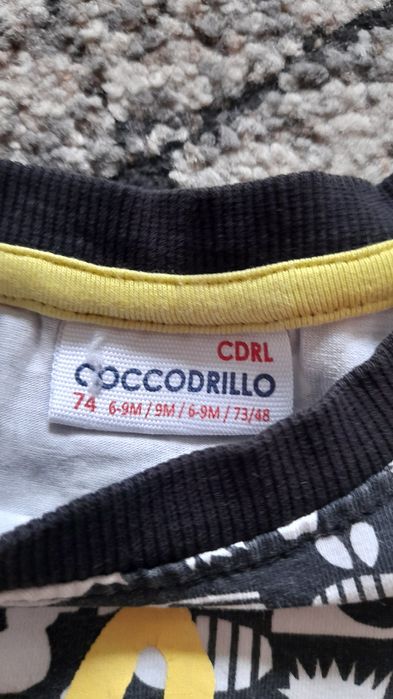 CDRL
COCCODRILLO
74 6-9M / 9M / 6-9M / 73/48